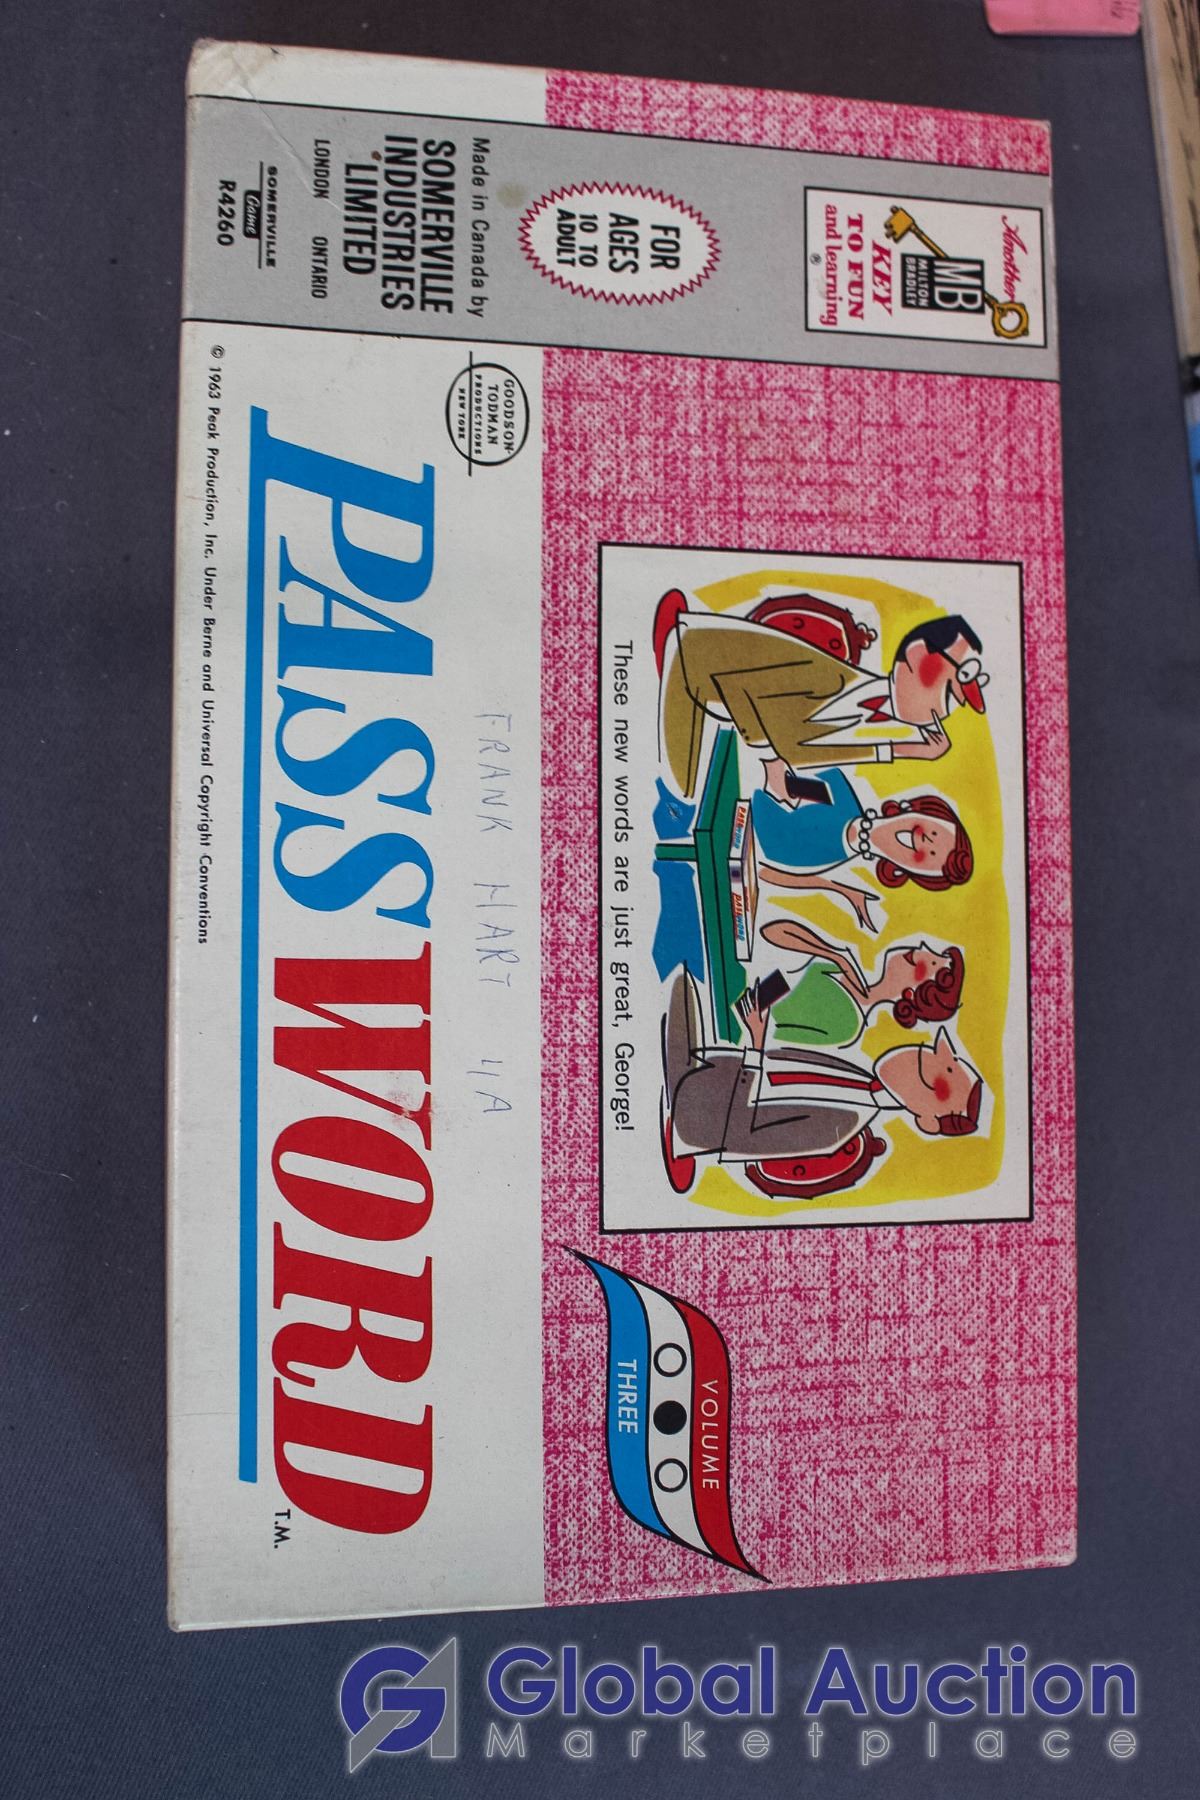 Another
MB
MILTON
BRADLEY
KEY
TO FUN
and learning
®
FOR
AGES
10 TO
ADULT
Made in Canada by
SOMERVILLE
INDUSTRIES
LIMITED
LONDON ONTARIO
SOMERVILLE
Game
R4260
These new words are just great, George!
PASSWORD
PASSWORD
VOLUME
THREE
GOODSON-
TODMAN
PRODUCTIONS
NEW YORK
FRANK HART 4A
PASSWORD T.M.
© 1963 Peak Production, Inc. Under Berne and Universal Copyright Conventions
G Global Auction
Marketplace